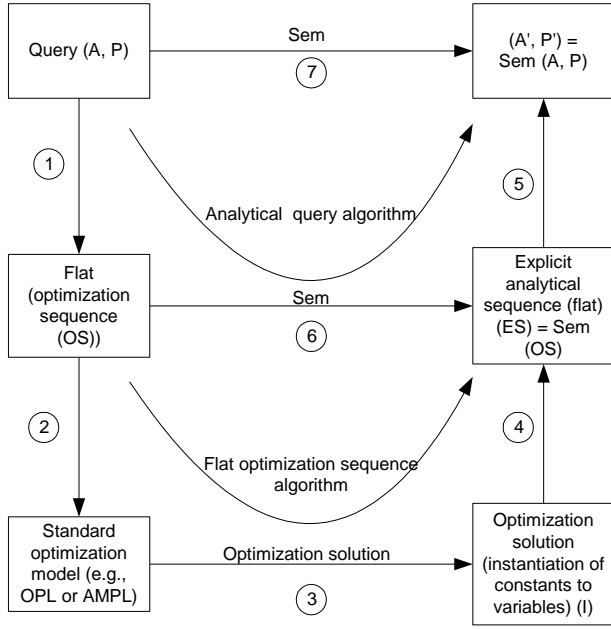 Query (A, P)
Sem
7
(A', P') =
Sem (A, P)
1
5
Analytical query algorithm
Flat
(optimization
sequence
(OS))
Sem
6
Explicit
analytical
sequence (flat)
(ES) = Sem
(OS)
2
4
Flat optimization sequence
algorithm
Standard
optimization
model (e.g.,
OPL or AMPL)
Optimization solution
3
Optimization
solution
(instantiation of
constants to
variables) (I)